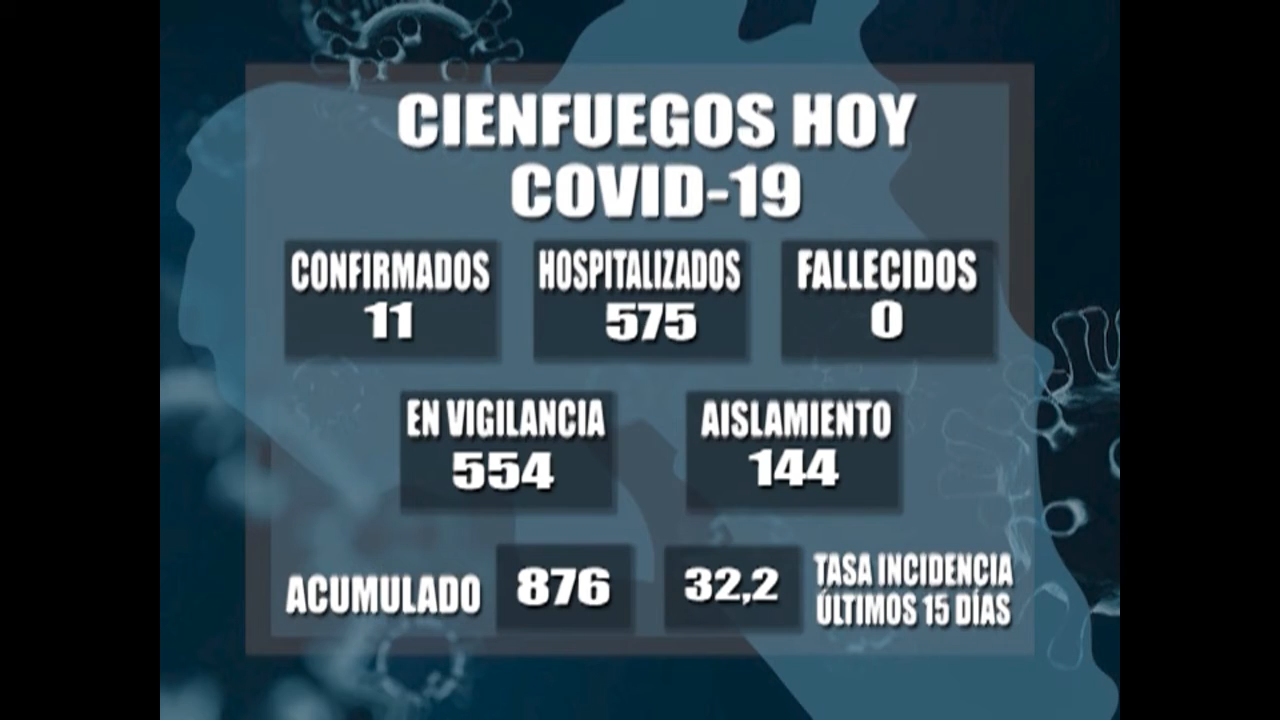 CIENFUEGOS HOY
COVID-19
CONFIRMADOS
11
HOSPITALIZADOS
575
FALLECIDOS
0
EN VIGILANCIA
554
AISLAMIENTO
144
ACUMULADO
876
32,2
TASA INCIDENCIA
ÚLTIMOS 15 DÍAS